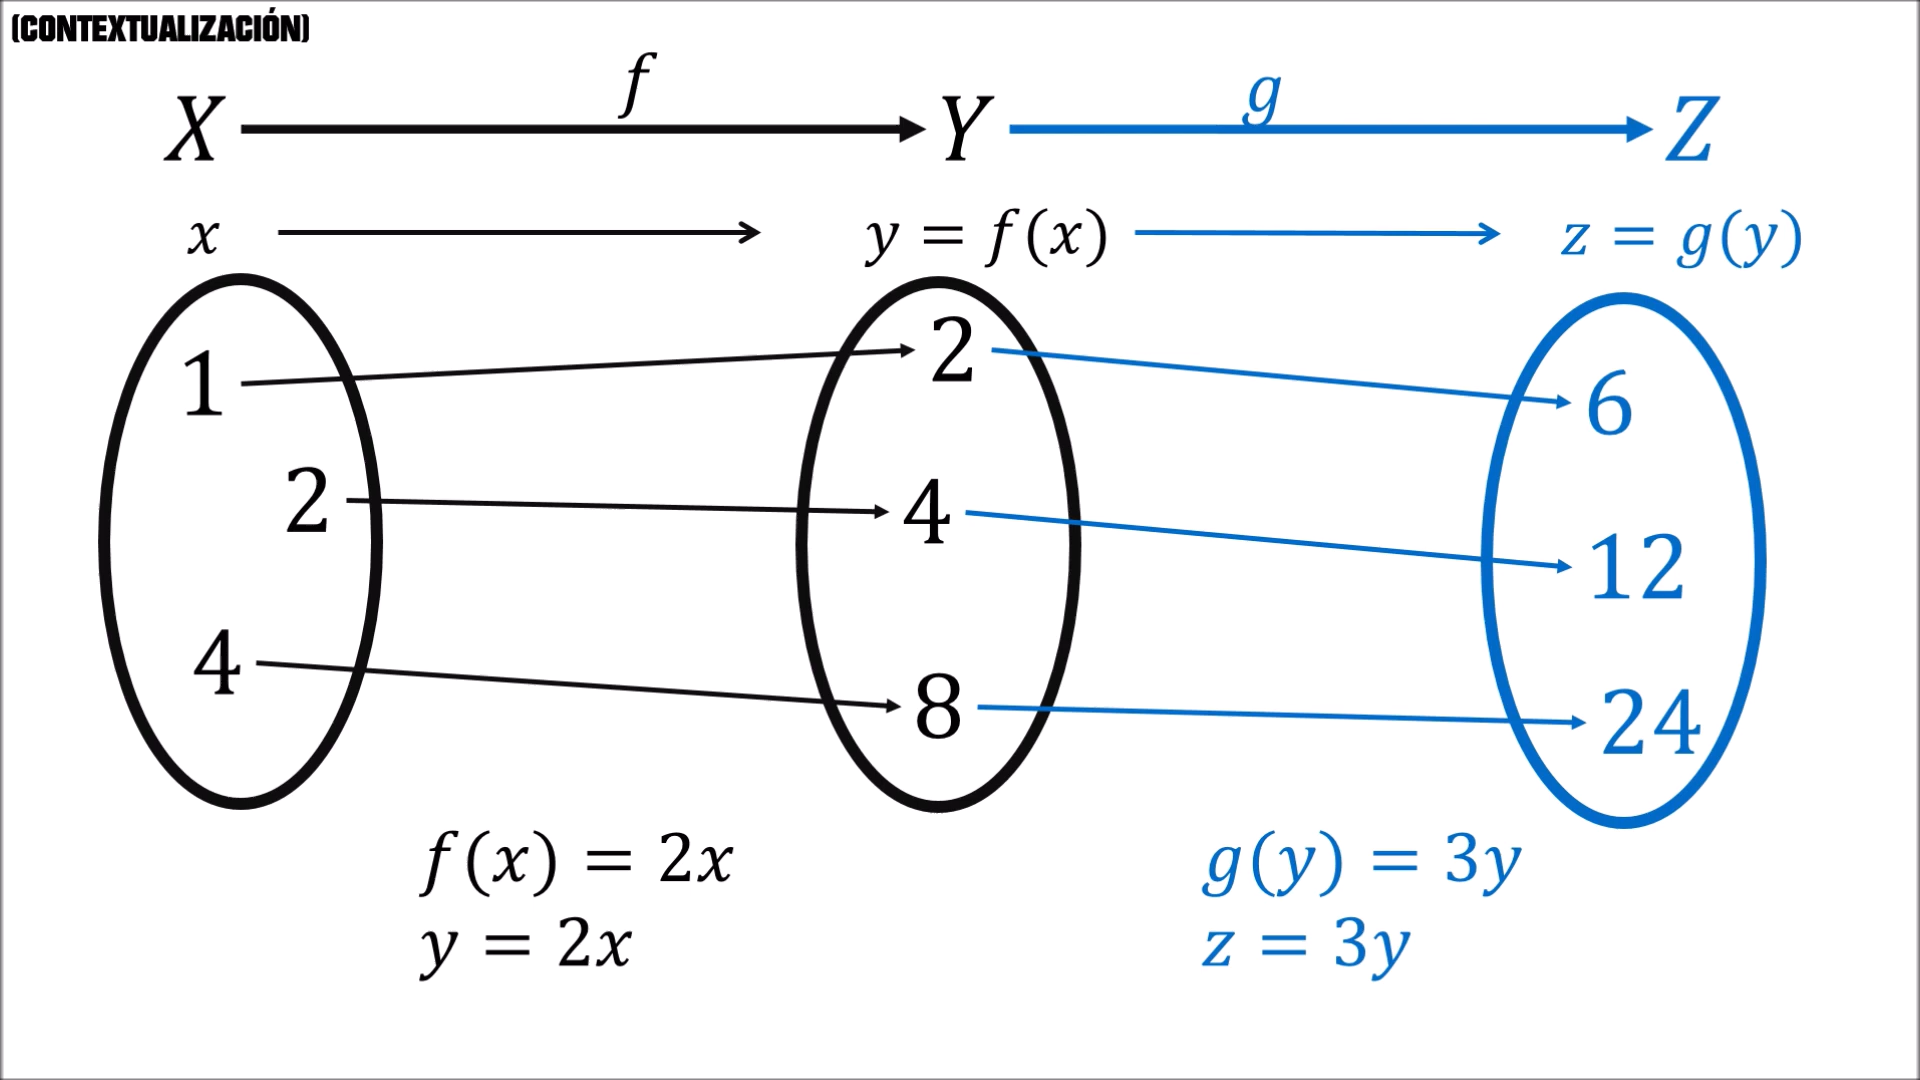 (CONTEXTUALIZACIÓN)
f g
X Y Z
x y = f(x) z = g(y)
1 2 6
2 4 12
4 8 24
f(x) = 2x g(y) = 3y
y = 2x z = 3y